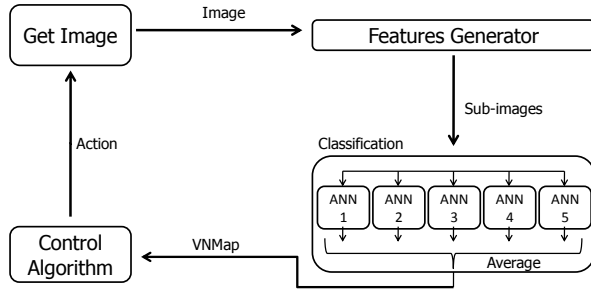 Image
Get Image
Features Generator
Sub-images
Action
Classification
ANN 1
ANN 2
ANN 3
ANN 4
ANN 5
Control
Algorithm
VNMap
Average